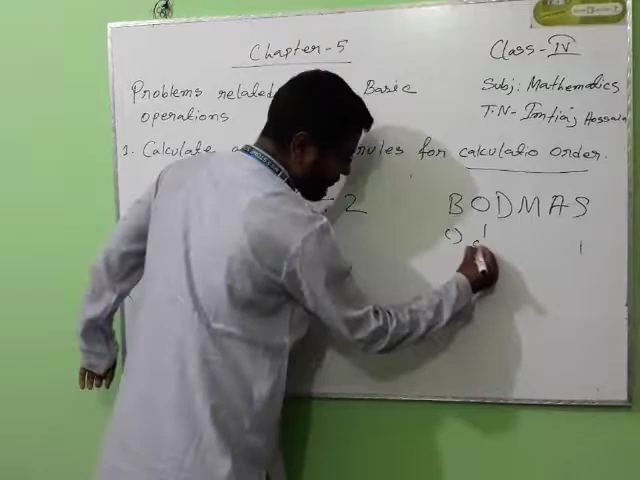 Chapter-5
Class-IV
Problems related Basic
operations
Subj: Mathematics
T.N- Imtiaj Hossain
1. Calculate rules for calculatio order.
2
BODMAS
()